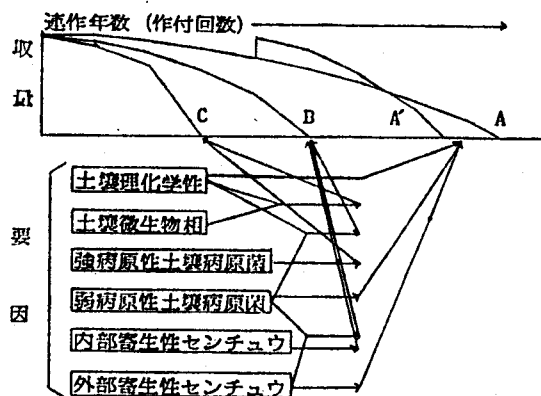 連作年数 (作付回数)
収量
C
B
A′
A
要因
土壌理化学性
土壌微生物相
強病原性土壌病原菌
弱病原性土壌病原菌
内部寄生性センチュウ
外部寄生性センチュウ